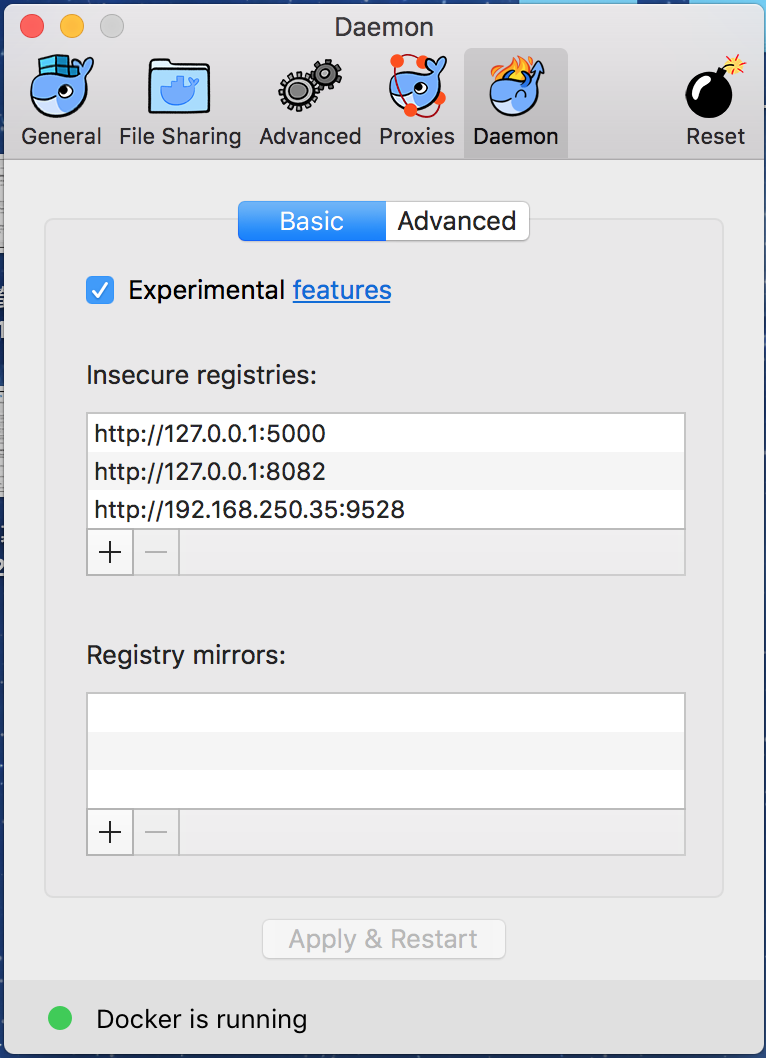 Daemon
General File Sharing Advanced Proxies Daemon Reset
Basic Advanced
Experimental features
Insecure registries:
http://127.0.0.1:5000
http://127.0.0.1:8082
http://192.168.250.35:9528
Registry mirrors:
Apply & Restart
Docker is running